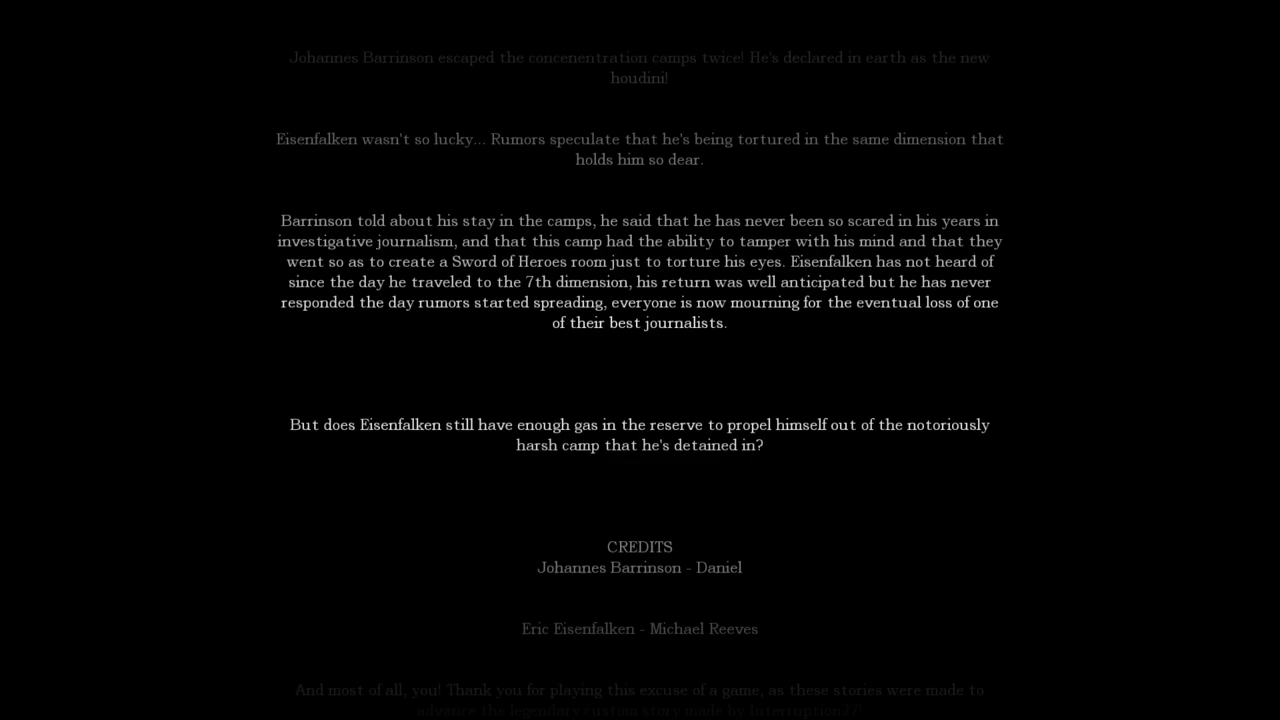 Johannes Barrinson escaped the concenentration camps twice! He's declared in earth as the new
houdini!
Eisenfalken wasn't so lucky... Rumors speculate that he's being tortured in the same dimension that
holds him so dear.
Barrinson told about his stay in the camps, he said that he has never been so scared in his years in
investigative journalism, and that this camp had the ability to tamper with his mind and that they
went so as to create a Sword of Heroes room just to torture his eyes. Eisenfalken has not heard of
since the day he traveled to the 7th dimension, his return was well anticipated but he has never
responded the day rumors started spreading, everyone is now mourning for the eventual loss of one
of their best journalists.
But does Eisenfalken still have enough gas in the reserve to propel himself out of the notoriously
harsh camp that he's detained in?
CREDITS
Johannes Barrinson - Daniel
Eric Eisenfalken - Michael Reeves
And most of all, you! Thank you for playing this excuse of a game, as these stories were made to
advance the legendary custom story made by